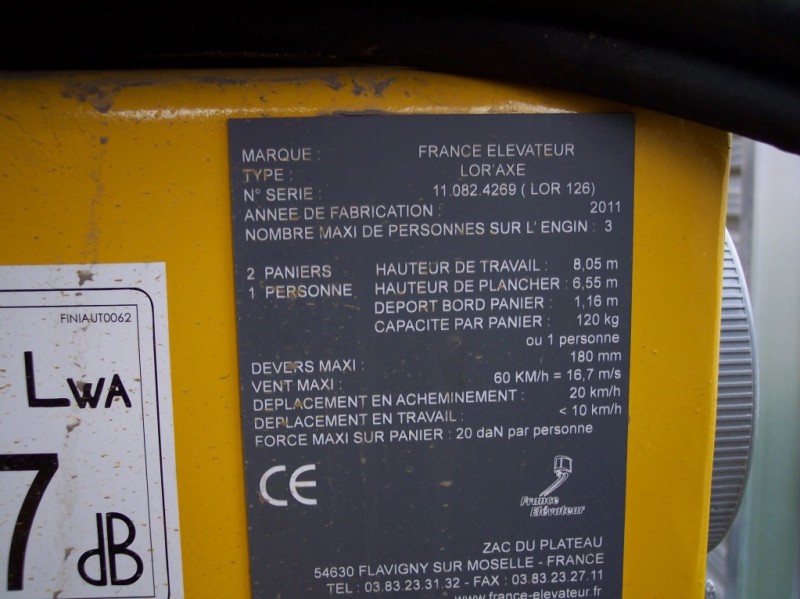 MARQUE : FRANCE ELEVATEUR
TYPE : LOR'AXE
N° SERIE : 11.082.4269 ( LOR 126)
ANNEE DE FABRICATION : 2011
NOMBRE MAXI DE PERSONNES SUR L' ENGIN : 3
2 PANIERS HAUTEUR DE TRAVAIL : 8,05 m
1 PERSONNE HAUTEUR DE PLANCHER : 6,55 m
DEPORT BORD PANIER : 1,16 m
CAPACITE PAR PANIER : 120 kg
ou 1 personne
DEVERS MAXI : 180 mm
VENT MAXI : 60 KM/H = 16,7 m/s
DEPLACEMENT EN ACHEMINEMENT : 20 km/h
DEPLACEMENT EN TRAVAIL : < 10 km/h
FORCE MAXI SUR PANIER : 20 daN par personne
CE
France
Elévateur
ZAC DU PLATEAU
54630 FLAVIGNY SUR MOSELLE - FRANCE
TEL : 03.83.23.31.32 - FAX : 03.83.23.27.11
www.france-elevateur.fr
FINIAUT0062
LWA
7 dB